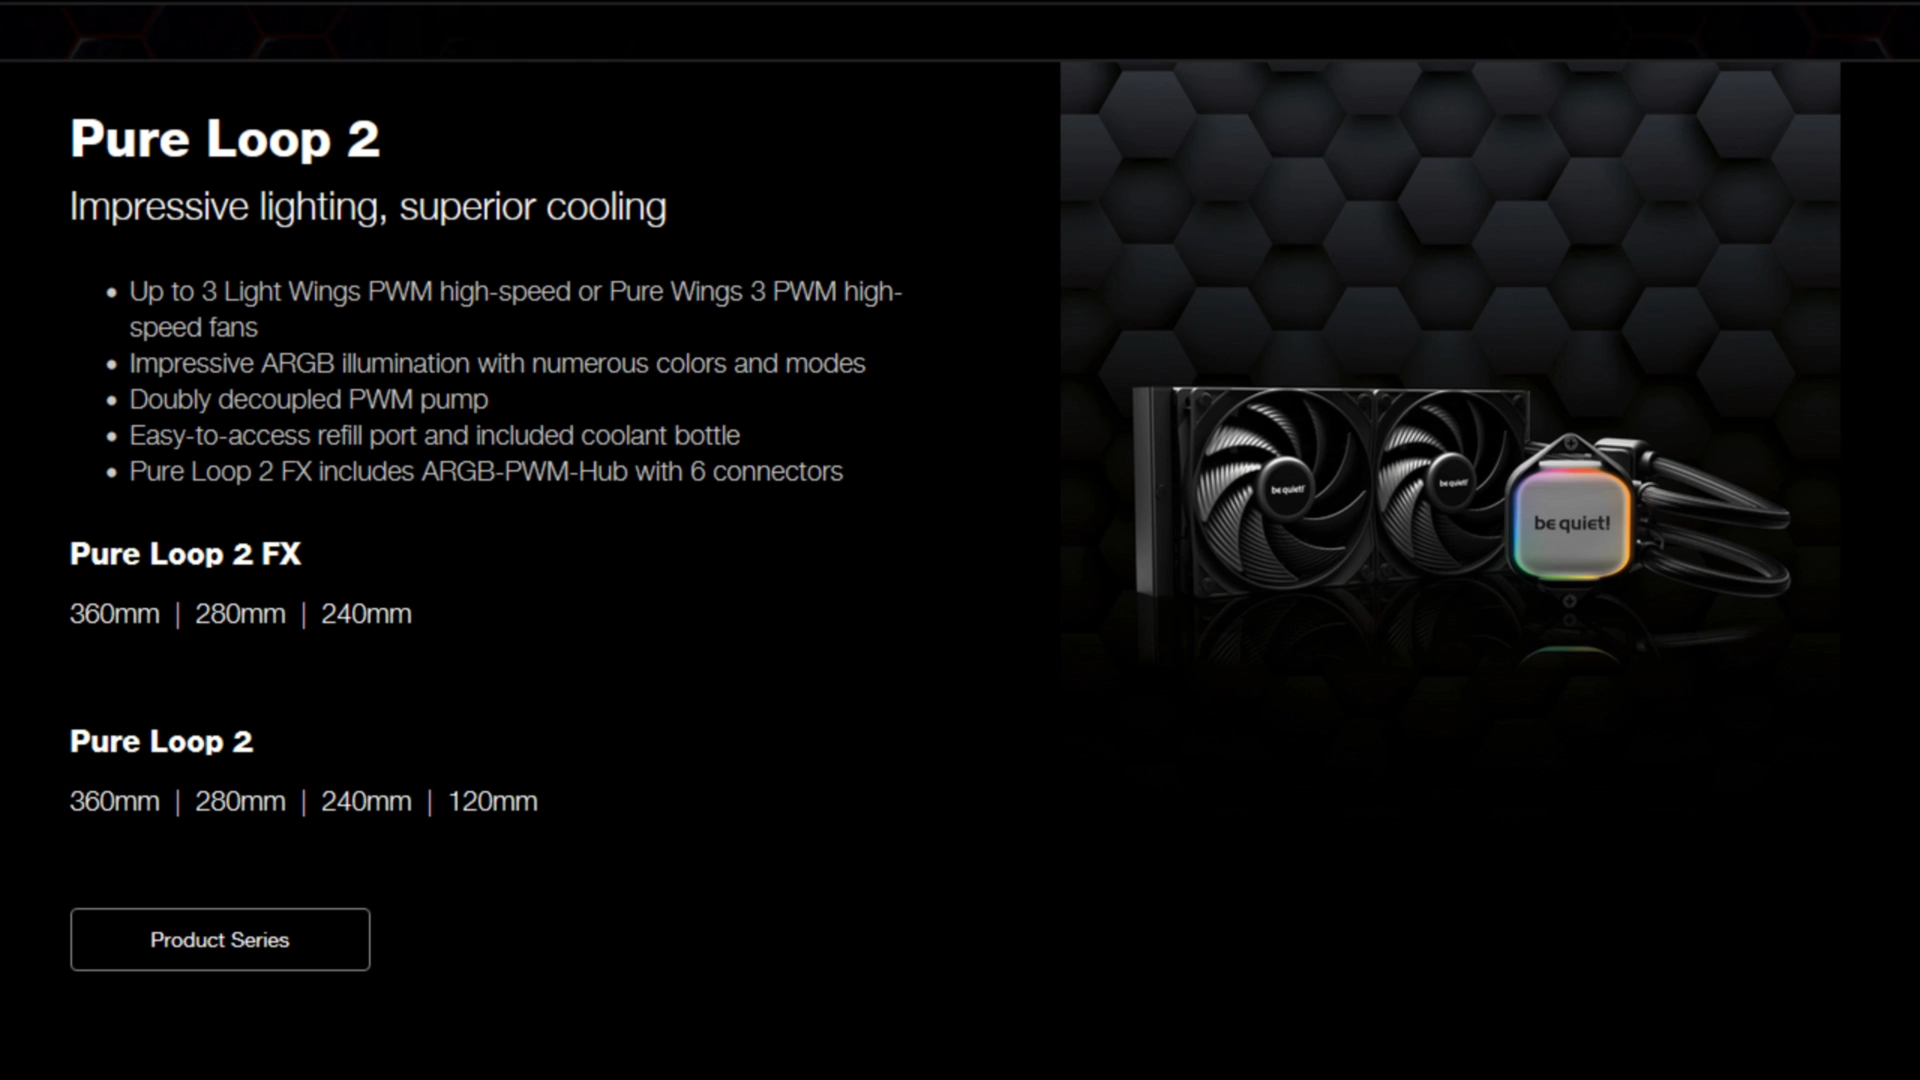 Pure Loop 2
Impressive lighting, superior cooling
Up to 3 Light Wings PWM high-speed or Pure Wings 3 PWM high-
speed fans
Impressive ARGB illumination with numerous colors and modes
Doubly decoupled PWM pump
Easy-to-access refill port and included coolant bottle
Pure Loop 2 FX includes ARGB-PWM-Hub with 6 connectors
Pure Loop 2 FX
360mm | 280mm | 240mm
Pure Loop 2
360mm | 280mm | 240mm | 120mm
Product Series
be quiet!
be quiet!
be quiet!